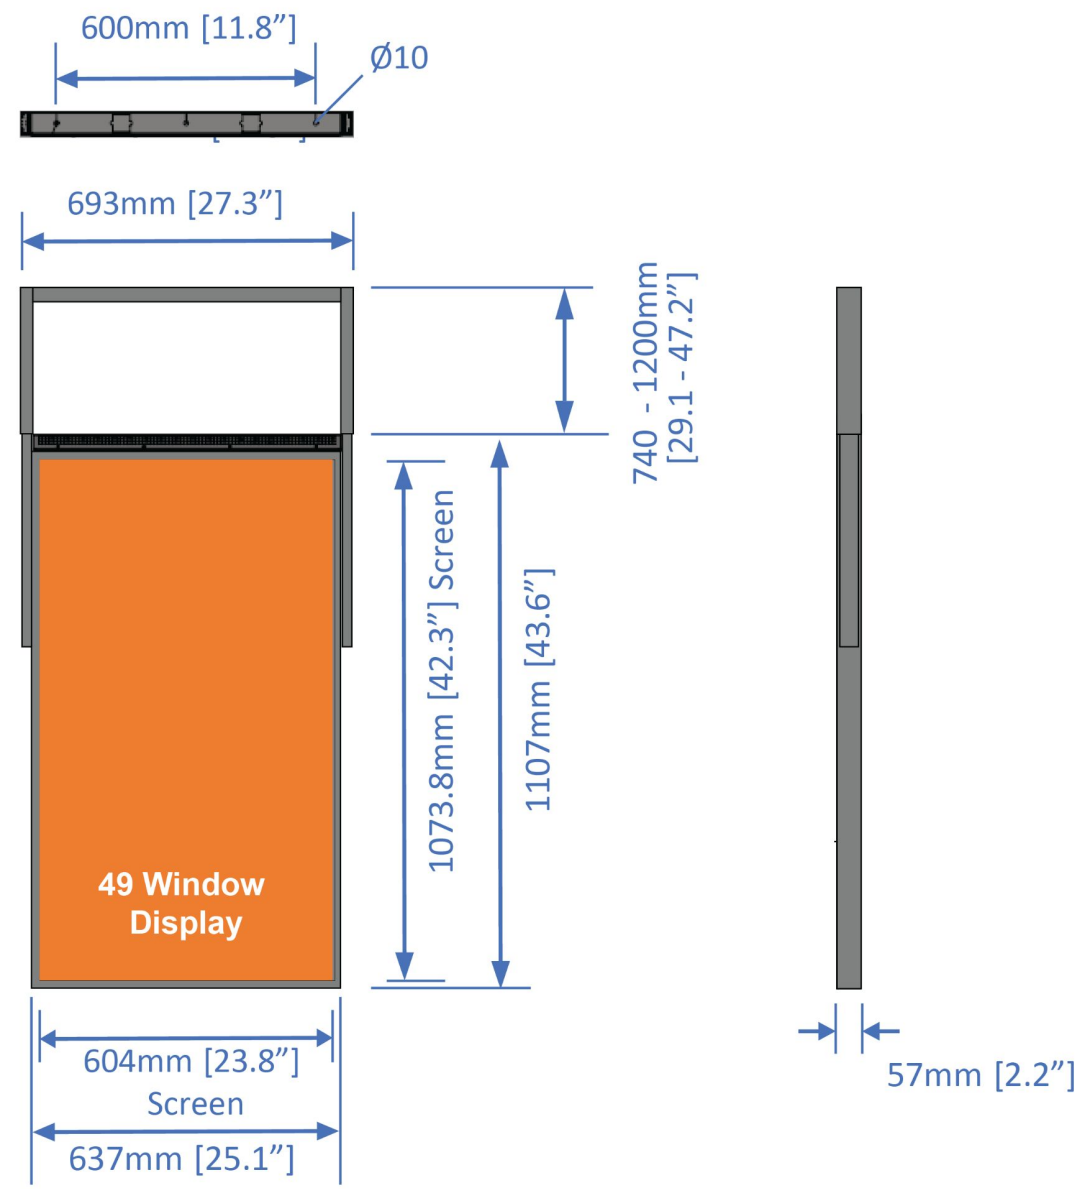 600mm [11.8”]
Ø10
693mm [27.3”]
740 - 1200mm
[29.1 - 47.2”]
1073.8mm [42.3”] Screen
1107mm [43.6”]
49 Window
Display
604mm [23.8”]
Screen
637mm [25.1”]
57mm [2.2”]